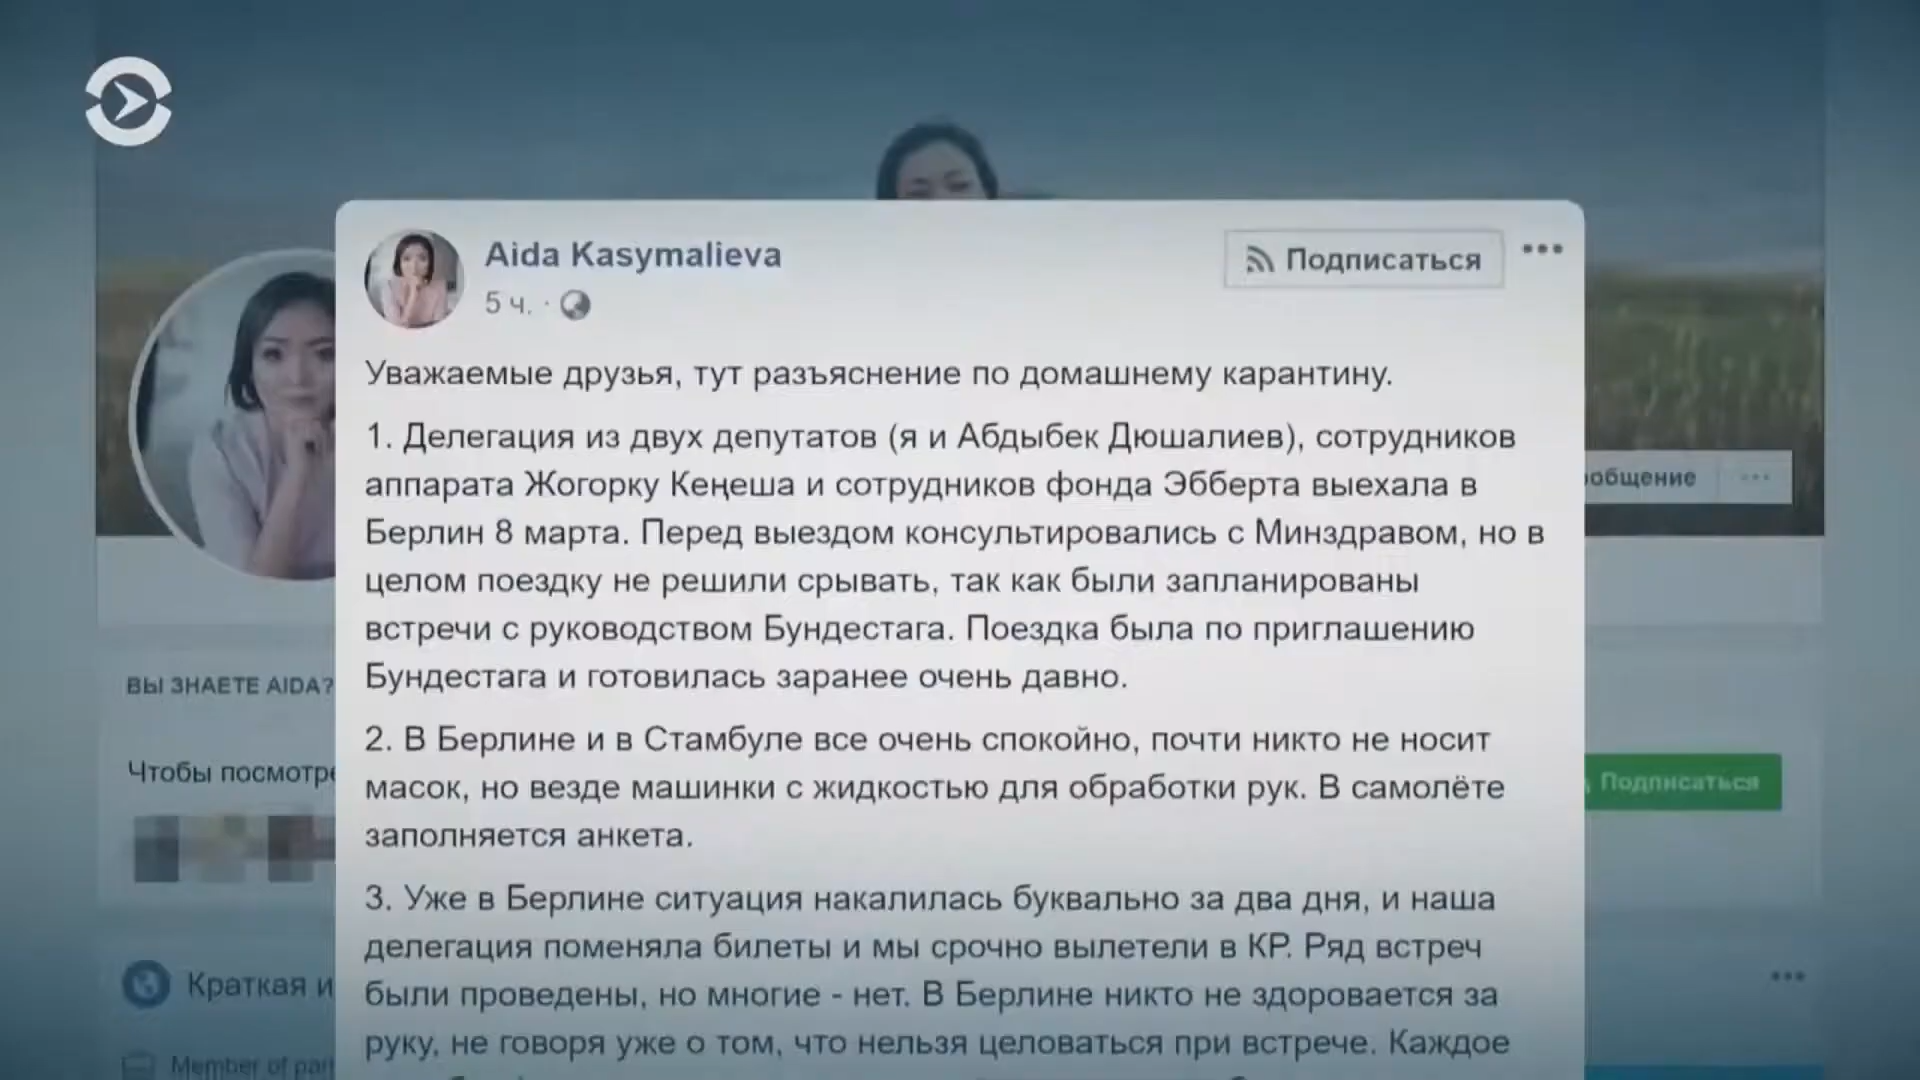 Aida Kasymalieva
Подписаться
5 ч.
Уважаемые друзья, тут разъяснение по домашнему карантину.
1. Делегация из двух депутатов (я и Абдыбек Дюшалиев), сотрудников
аппарата Жогорку Кеңеша и сотрудников фонда Эбберта выехала в
Берлин 8 марта. Перед выездом консультировались с Минздравом, но в
целом поездку не решили срывать, так как были запланированы
встречи с руководством Бундестага. Поездка была по приглашению
Бундестага и готовилась заранее очень давно.
2. В Берлине и в Стамбуле все очень спокойно, почти никто не носит
масок, но везде машинки с жидкостью для обработки рук. В самолёте
заполняется анкета.
3. Уже в Берлине ситуация накалилась буквально за два дня, и наша
делегация поменяла билеты и мы срочно вылетели в КР. Ряд встреч
были проведены, но многие - нет. В Берлине никто не здоровается за
руку, не говоря уже о том, что нельзя целоваться при встрече. Каждое
ообщение
ВЫ ЗНАЕТЕ AIDA?
Чтобы посмотре
Подписаться
Краткая и
Member of parl